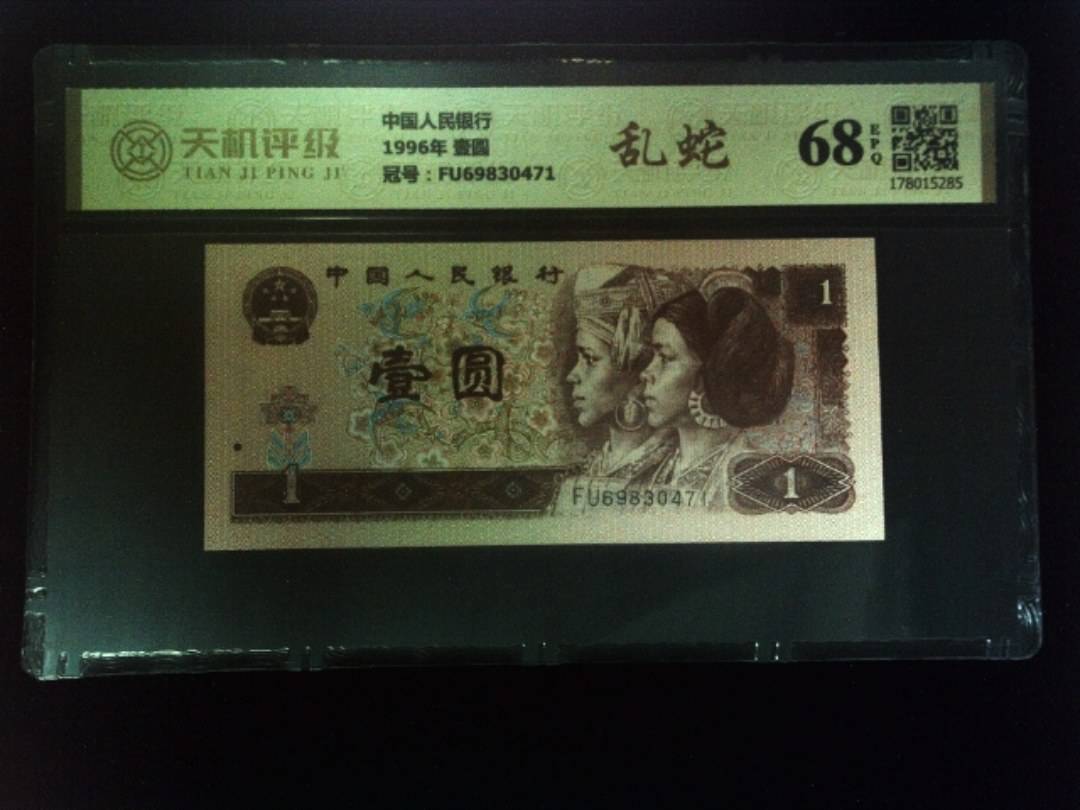 天机评级
TIAN JI PING JI
中国人民银行
1996年 壹圆
冠号：FU69830471
乱蛇
68
EPQ
178015285
中国人民银行
1
壹圆
1
FU69830471
1